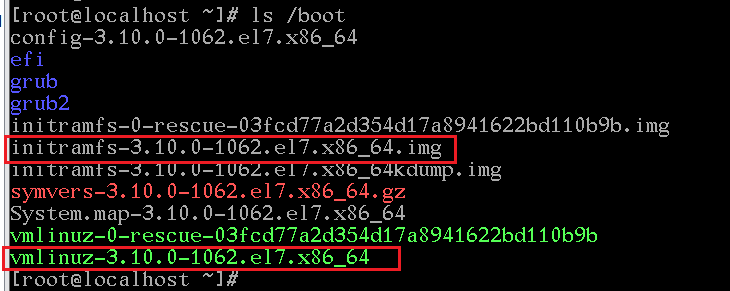 [root@localhost ~]# ls /boot
config-3.10.0-1062.el7.x86_64
efi
grub
grub2
initramfs-0-rescue-03fcd77a2d354d17a8941622bd110b9b.img
initramfs-3.10.0-1062.el7.x86_64.img
initramfs-3.10.0-1062.el7.x86_64kdump.img
symvers-3.10.0-1062.el7.x86_64.gz
System.map-3.10.0-1062.el7.x86_64
vmlinuz-0-rescue-03fcd77a2d354d17a8941622bd110b9b
vmlinuz-3.10.0-1062.el7.x86_64
[root@localhost ~]#